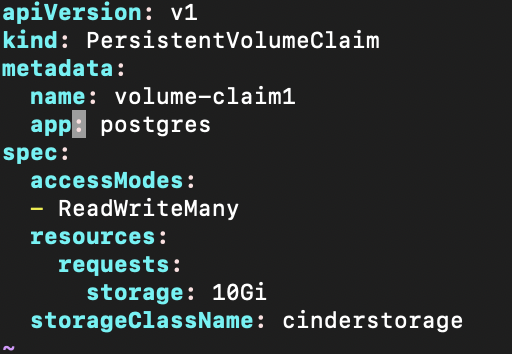 apiVersion: v1
kind: PersistentVolumeClaim
metadata:
  name: volume-claim1
  app: postgres
spec:
  accessModes:
  - ReadWriteMany
  resources:
    requests:
      storage: 10Gi
  storageClassName: cinderstorage
~